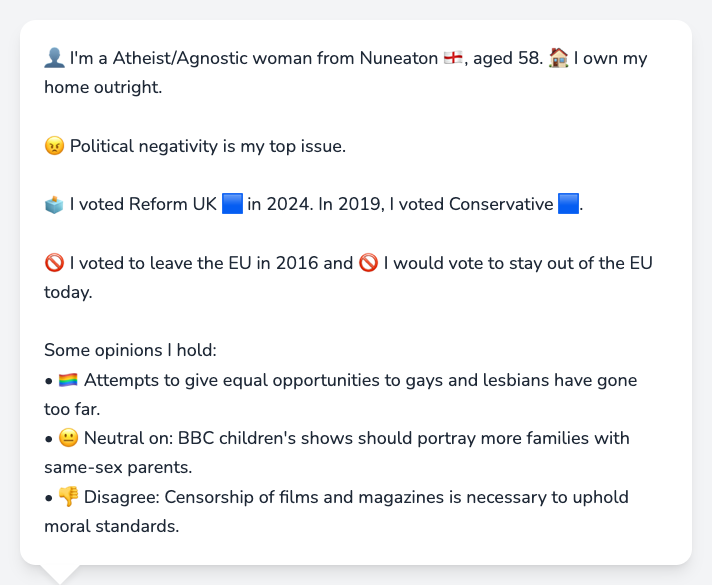 👤 I'm a Atheist/Agnostic woman from Nuneaton 🏴󠁧󠁢󠁥󠁮󠁧󠁿, aged 58. 🏠 I own my
home outright.
😠 Political negativity is my top issue.
🗳️ I voted Reform UK 🟦 in 2024. In 2019, I voted Conservative 🟦.
🚫 I voted to leave the EU in 2016 and 🚫 I would vote to stay out of the EU
today.
Some opinions I hold:
• 🏳️‍🌈 Attempts to give equal opportunities to gays and lesbians have gone
too far.
• 😐 Neutral on: BBC children's shows should portray more families with
same-sex parents.
• 👎 Disagree: Censorship of films and magazines is necessary to uphold
moral standards.